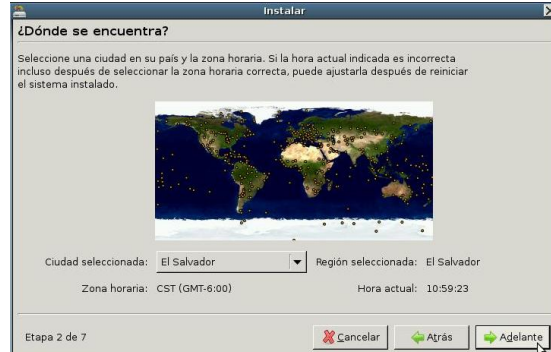 Instalar
¿Dónde se encuentra?
Seleccione una ciudad en su país y la zona horaria. Si la hora actual indicada es incorrecta
incluso después de seleccionar la zona horaria correcta, puede ajustarla después de reiniciar
el sistema instalado.
Ciudad seleccionada: El Salvador Región seleccionada: El Salvador
Zona horaria: CST (GMT-6:00) Hora actual: 10:59:23
Etapa 2 de 7 Cancelar Atrás Adelante